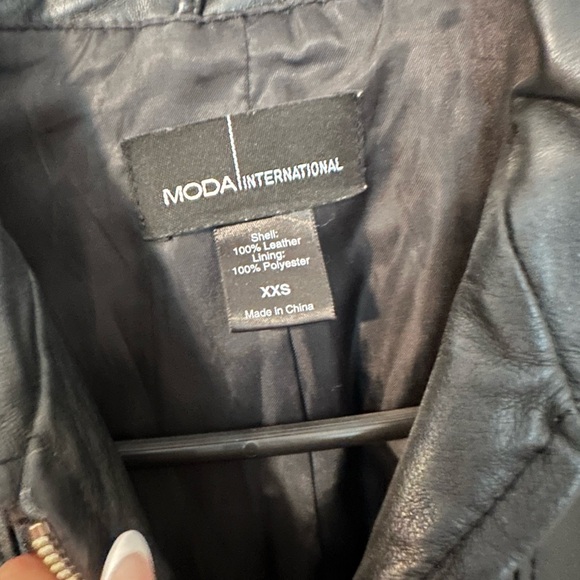 MODA INTERNATIONAL
Shell:
100% Leather
Lining:
100% Polyester
XXS
Made in China